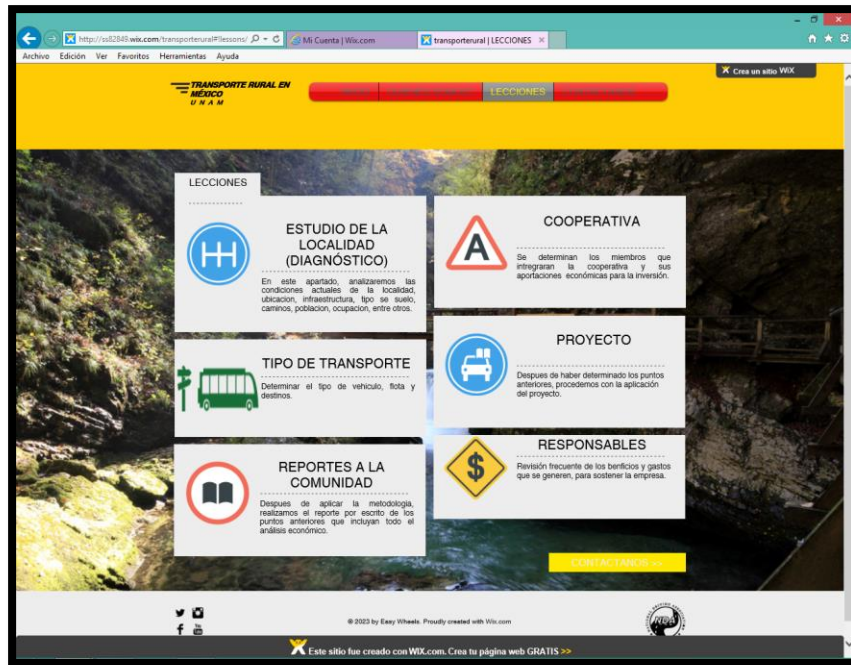 http://ss82849.wix.com/transporterural#!lessons/
Mi Cuenta | Wix.com
transporterural | LECCIONES
Archivo Edición Ver Favoritos Herramientas Ayuda
Crea un sitio WiX
TRANSPORTE RURAL EN
MÉXICO
UNAM
LECCIONES
LECCIONES
ESTUDIO DE LA
LOCALIDAD
(DIAGNÓSTICO)
En este apartado, analizaremos las
condiciones actuales de la localidad,
ubicacion, infraestructura, tipo se suelo,
caminos, poblacion, ocupacion, entre otros.
TIPO DE TRANSPORTE
Determinar el tipo de vehiculo, flota y
destinos.
REPORTES A LA
COMUNIDAD
Despues de aplicar la metodologia,
realizamos el reporte por escrito de los
puntos anteriores que incluyan todo el
análisis económico.
A
COOPERATIVA
Se determinan los miembros que
integraran la cooperativa y sus
aportaciones económicas para la inversión.
PROYECTO
Despues de haber determinado los puntos
anteriores, procedemos con la aplicación
del proyecto.
$
RESPONSABLES
Revisión frecuente de los benficios y gastos
que se generen, para sostener la empresa.
CONTACTANOS >>
© 2023 by Easy Wheels. Proudly created with Wix.com
Este sitio fue creado con WIX.com. Crea tu página web GRATIS >>